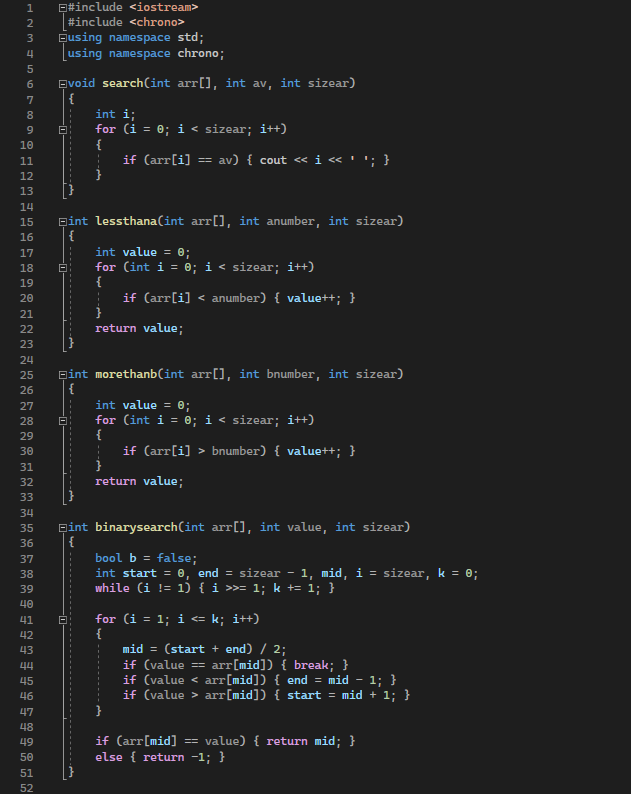 1 #include <iostream>
2 #include <chrono>
3 using namespace std;
4 using namespace chrono;
5
6 void search(int arr[], int av, int sizear)
7 {
8 int i;
9 for (i = 0; i < sizear; i++)
10 {
11 if (arr[i] == av) { cout << i << ' '; }
12 }
13 }
14
15 int lessthana(int arr[], int anumber, int sizear)
16 {
17 int value = 0;
18 for (int i = 0; i < sizear; i++)
19 {
20 if (arr[i] < anumber) { value++; }
21 }
22 return value;
23 }
24
25 int morethanb(int arr[], int bnumber, int sizear)
26 {
27 int value = 0;
28 for (int i = 0; i < sizear; i++)
29 {
30 if (arr[i] > bnumber) { value++; }
31 }
32 return value;
33 }
34
35 int binarysearch(int arr[], int value, int sizear)
36 {
37 bool b = false;
38 int start = 0, end = sizear - 1, mid, i = sizear, k = 0;
39 while (i != 1) { i >>= 1; k += 1; }
40
41 for (i = 1; i <= k; i++)
42 {
43 mid = (start + end) / 2;
44 if (value == arr[mid]) { break; }
45 if (value < arr[mid]) { end = mid - 1; }
46 if (value > arr[mid]) { start = mid + 1; }
47 }
48
49 if (arr[mid] == value) { return mid; }
50 else { return -1; }
51 }
52